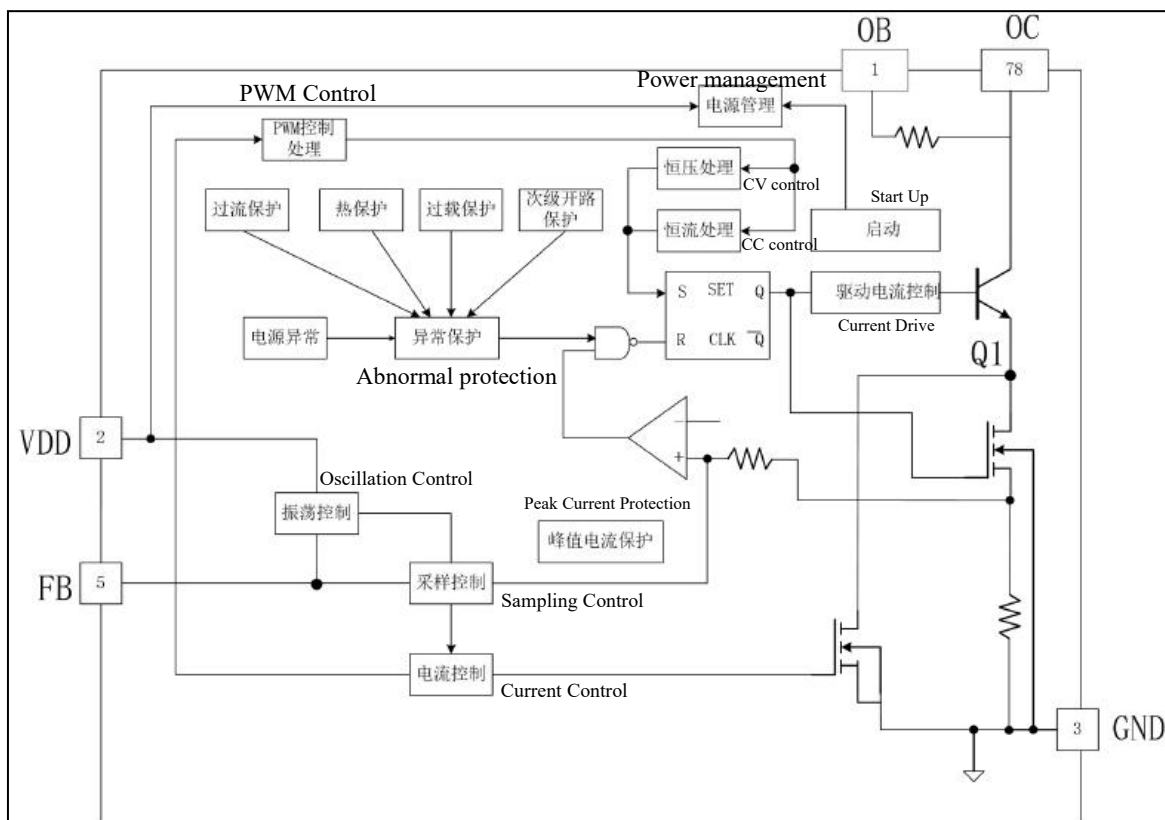 OB
OC
1
78
Power management
PWM Control
电源管理
PWM控制
处理
恒压处理
CV control
过流保护
热保护
过载保护
次级开路
保护
Start Up
恒流处理
CC control
启动
S
SET
Q
驱动电流控制
Current Drive
电源异常
异常保护
R
CLK
Q
Abnormal protection
Q1
VDD
2
−
+
Oscillation Control
振荡控制
Peak Current Protection
峰值电流保护
FB
5
采样控制
Sampling Control
电流控制
Current Control
3
GND